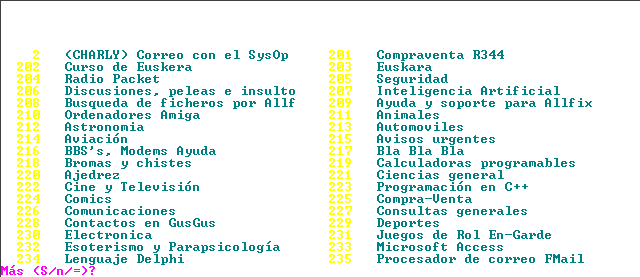 2 (CHARLY) Correo con el SysOp 201 Compraventa R344
202 Curso de Euskera 203 Euskara
204 Radio Packet 205 Seguridad
206 Discusiones, peleas e insulto 207 Inteligencia Artificial
208 Busqueda de ficheros por Allf 209 Ayuda y soporte para Allfix
210 Ordenadores Amiga 211 Animales
212 Astronomia 213 Automoviles
214 Aviación 215 Avisos urgentes
216 BBS's, Modems Ayuda 217 Bla Bla Bla
218 Bromas y chistes 219 Calculadoras programables
220 Ajedrez 221 Ciencias general
222 Cine y Televisión 223 Programación en C++
224 Comics 225 Compra-Venta
226 Comunicaciones 227 Consultas generales
228 Contactos en GusGus 229 Deportes
230 Electronica 231 Juegos de Rol En-Garde
232 Esoterismo y Parapsicología 233 Microsoft Access
234 Lenguaje Delphi 235 Procesador de correo FMail
Más (S/n/=)?